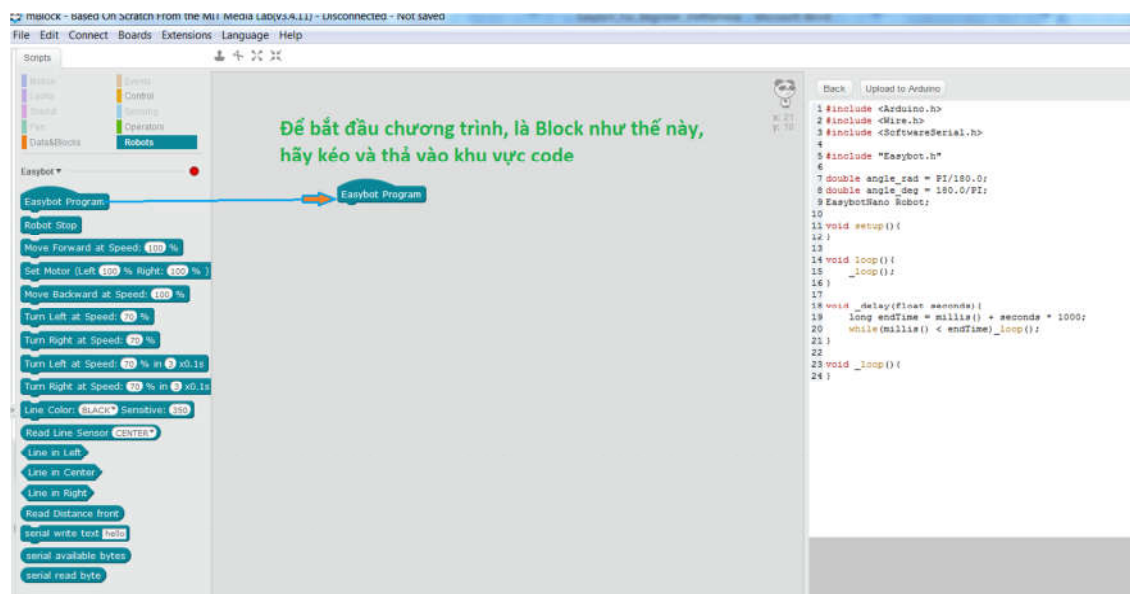 mBlock - Based On Scratch From the MIT Media Lab(v3.4.11) - Disconnected - Not saved
File Edit Connect Boards Extensions Language Help
Scripts
Motion
Events
Looks
Control
Sound
Sensing
Pen
Operators
Data&Blocks
Robots
Easybot
Easybot Program
Robot Stop
Move Forward at Speed: 100 %
Set Motor (Left 100 % Right: 100 % )
Move Backward at Speed: 100 %
Turn Left at Speed: 70 %
Turn Right at Speed: 70 %
Turn Left at Speed: 70 % in 3 x0.1s
Turn Right at Speed: 70 % in 3 x0.1s
Line Color: BLACK Sensitive: 350
Read Line Sensor CENTER
Line in Left
Line in Center
Line in Right
Read Distance front
serial write text hello
serial available bytes
serial read byte
Để bắt đầu chương trình, là Block như thế này,
hãy kéo và thả vào khu vực code
Easybot Program
Back Upload to Arduino
1 #include <Arduino.h>
2 #include <Wire.h>
3 #include <SoftwareSerial.h>
4
5 #include "Easybot.h"
6
7 double angle_rad = PI/180.0;
8 double angle_deg = 180.0/PI;
9 EasybotNano Robot;
10
11 void setup(){
12 }
13
14 void loop(){
15 _loop();
16 }
17
18 void _delay(float seconds){
19 long endTime = millis() + seconds * 1000;
20 while(millis() < endTime)_loop();
21 }
22
23 void _loop(){
24 }